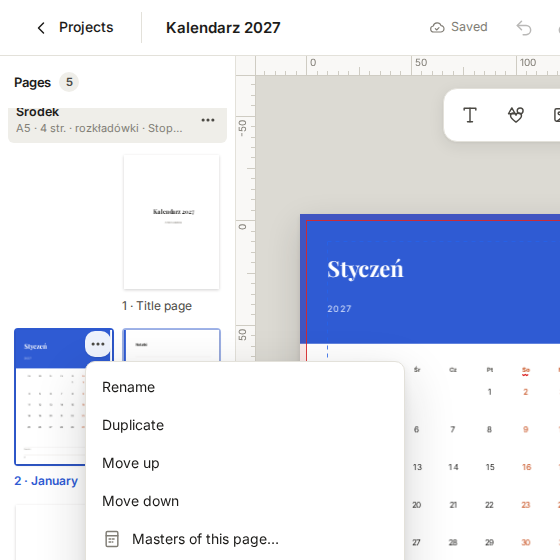 Projects
Kalendarz 2027
Saved
Pages 5
Środek
A5 · 4 str. · rozkładówki · Stop...
Kalendarz 2027
1 · Title page
Styczeń
2 · January
Rename
Duplicate
Move up
Move down
Masters of this page...
0 50 100
-50
0
50
Styczeń
2027
Śr Cz Pt So
1 2
6 7 8 9
13 14 15 16
20 21 22 23
27 28 29 30